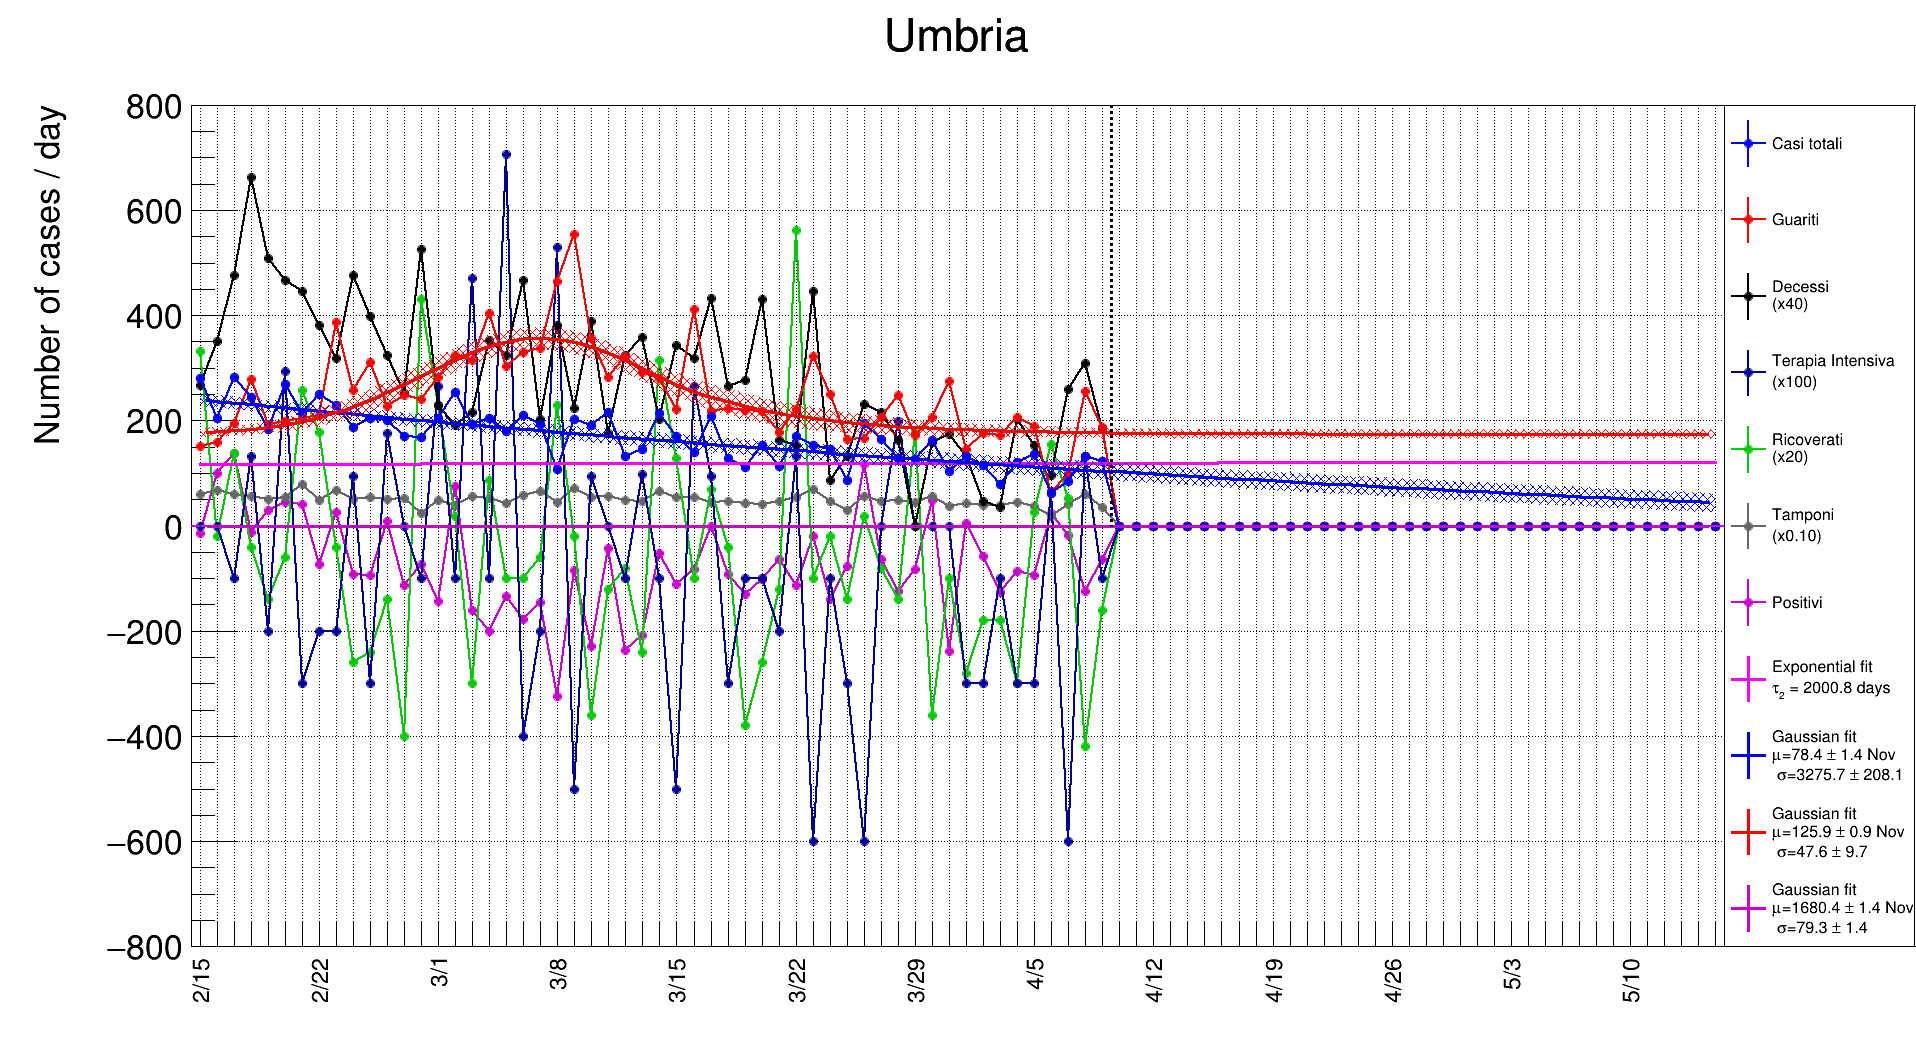 Umbria
Number of cases / day
800
600
400
200
0
−200
−400
−600
−800
2/15
2/22
3/1
3/8
3/15
3/22
3/29
4/5
4/12
4/19
4/26
5/3
5/10
Casi totali
Guariti
Decessi
(x40)
Terapia Intensiva
(x100)
Ricoverati
(x20)
Tamponi
(x0.10)
Positivi
Exponential fit
τ2 = 2000.8 days
Gaussian fit
μ=78.4 ± 1.4 Nov
σ=3275.7 ± 208.1
Gaussian fit
μ=125.9 ± 0.9 Nov
σ=47.6 ± 9.7
Gaussian fit
μ=1680.4 ± 1.4 Nov
σ=79.3 ± 1.4